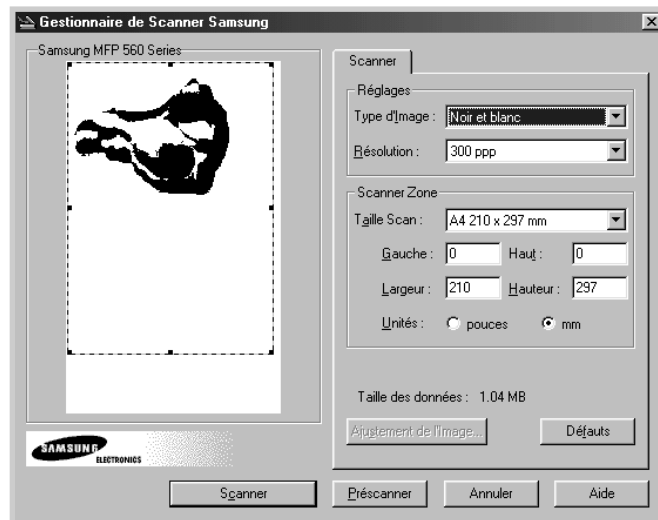 Gestionnaire de Scanner Samsung
Samsung MFP 560 Series
Scanner
Réglages
Type d'Image : Noir et blanc
Résolution : 300 ppp
Scanner Zone
Taille Scan : A4 210 x 297 mm
Gauche : 0 Haut : 0
Largeur : 210 Hauteur : 297
Unités : pouces mm
Taille des données : 1.04 MB
Ajustement de l'Image... Défauts
SAMSUNG
ELECTRONICS
Scanner Préscanner Annuler Aide